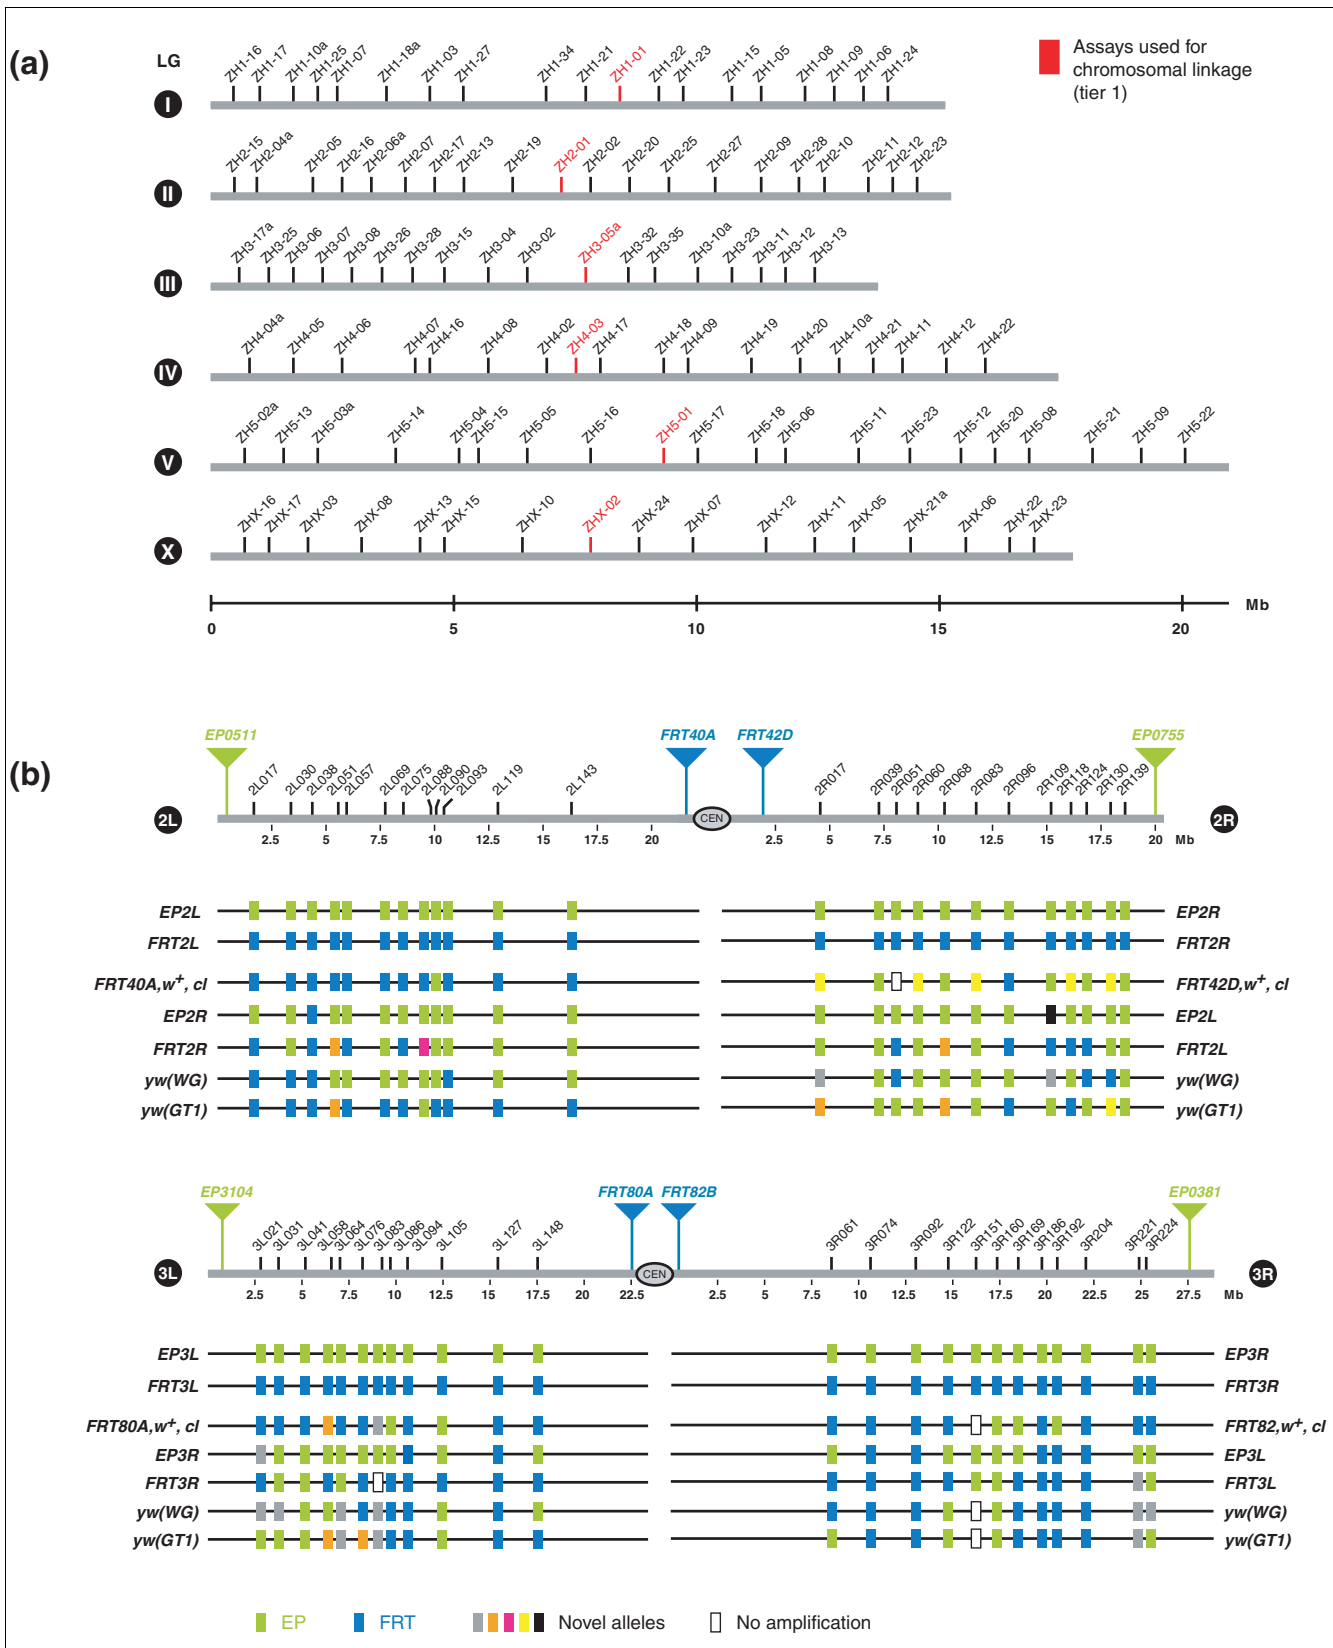 (a)
LG
Assays used for
chromosomal linkage
(tier 1)
ZH1-16 ZH1-17 ZH1-10a ZH1-25 ZH1-07 ZH1-18a ZH1-03 ZH1-27 ZH1-34 ZH1-21 ZH1-01 ZH1-22 ZH1-23 ZH1-15 ZH1-05 ZH1-08 ZH1-09 ZH1-06 ZH1-24
I
ZH2-15 ZH2-04a ZH2-05 ZH2-16 ZH2-06a ZH2-07 ZH2-17 ZH2-13 ZH2-19 ZH2-01 ZH2-02 ZH2-20 ZH2-25 ZH2-27 ZH2-09 ZH2-28 ZH2-10 ZH2-11 ZH2-12 ZH2-23
II
ZH3-17a ZH3-25 ZH3-06 ZH3-07 ZH3-08 ZH3-26 ZH3-28 ZH3-15 ZH3-04 ZH3-02 ZH3-05a ZH3-32 ZH3-35 ZH3-10a ZH3-23 ZH3-11 ZH3-12 ZH3-13
III
ZH4-04a ZH4-05 ZH4-06 ZH4-07 ZH4-16 ZH4-08 ZH4-02 ZH4-03 ZH4-17 ZH4-18 ZH4-09 ZH4-19 ZH4-20 ZH4-10a ZH4-21 ZH4-11 ZH4-12 ZH4-22
IV
ZH5-02a ZH5-13 ZH5-03a ZH5-14 ZH5-04 ZH5-15 ZH5-05 ZH5-16 ZH5-01 ZH5-17 ZH5-18 ZH5-06 ZH5-11 ZH5-23 ZH5-12 ZH5-20 ZH5-08 ZH5-21 ZH5-09 ZH5-22
V
ZHX-16 ZHX-17 ZHX-03 ZHX-08 ZHX-13 ZHX-15 ZHX-10 ZHX-02 ZHX-24 ZHX-07 ZHX-12 ZHX-11 ZHX-05 ZHX-21a ZHX-06 ZHX-22 ZHX-23
X
Mb
0 5 10 15 20
(b)
EP0511 FRT40A FRT42D EP0755
2L017 2L030 2L038 2L051 2L057 2L069 2L075 2L088 2L090 2L093 2L119 2L143 2R017 2R039 2R051 2R060 2R068 2R083 2R096 2R109 2R118 2R124 2R130 2R139
2L CEN 2R
2.5 5 7.5 10 12.5 15 17.5 20 2.5 5 7.5 10 12.5 15 17.5 20 Mb
EP2L EP2R
FRT2L FRT2R
FRT40A,w+, cl FRT42D,w+, cl
EP2R EP2L
FRT2R FRT2L
yw(WG) yw(WG)
yw(GT1) yw(GT1)
EP3104 FRT80A FRT82B EP0381
3L021 3L031 3L041 3L058 3L064 3L076 3L083 3L086 3L094 3L105 3L127 3L148 3R061 3R074 3R092 3R122 3R151 3R160 3R169 3R186 3R192 3R204 3R221 3R224
3L CEN 3R
2.5 5 7.5 10 12.5 15 17.5 20 22.5 2.5 5 7.5 10 12.5 15 17.5 20 22.5 25 27.5 Mb
EP3L EP3R
FRT3L FRT3R
FRT80A,w+, cl FRT82,w+, cl
EP3R EP3L
FRT3R FRT3L
yw(WG) yw(WG)
yw(GT1) yw(GT1)
EP FRT Novel alleles No amplification